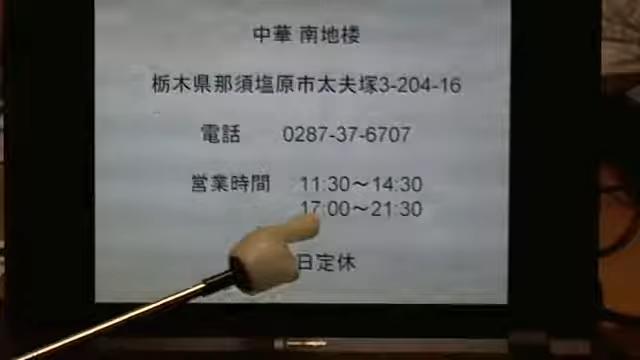 中華 南地楼
栃木県那須塩原市太夫塚3-204-16
電話 0287-37-6707
営業時間 11:30～14:30
17:00～21:30
日定休